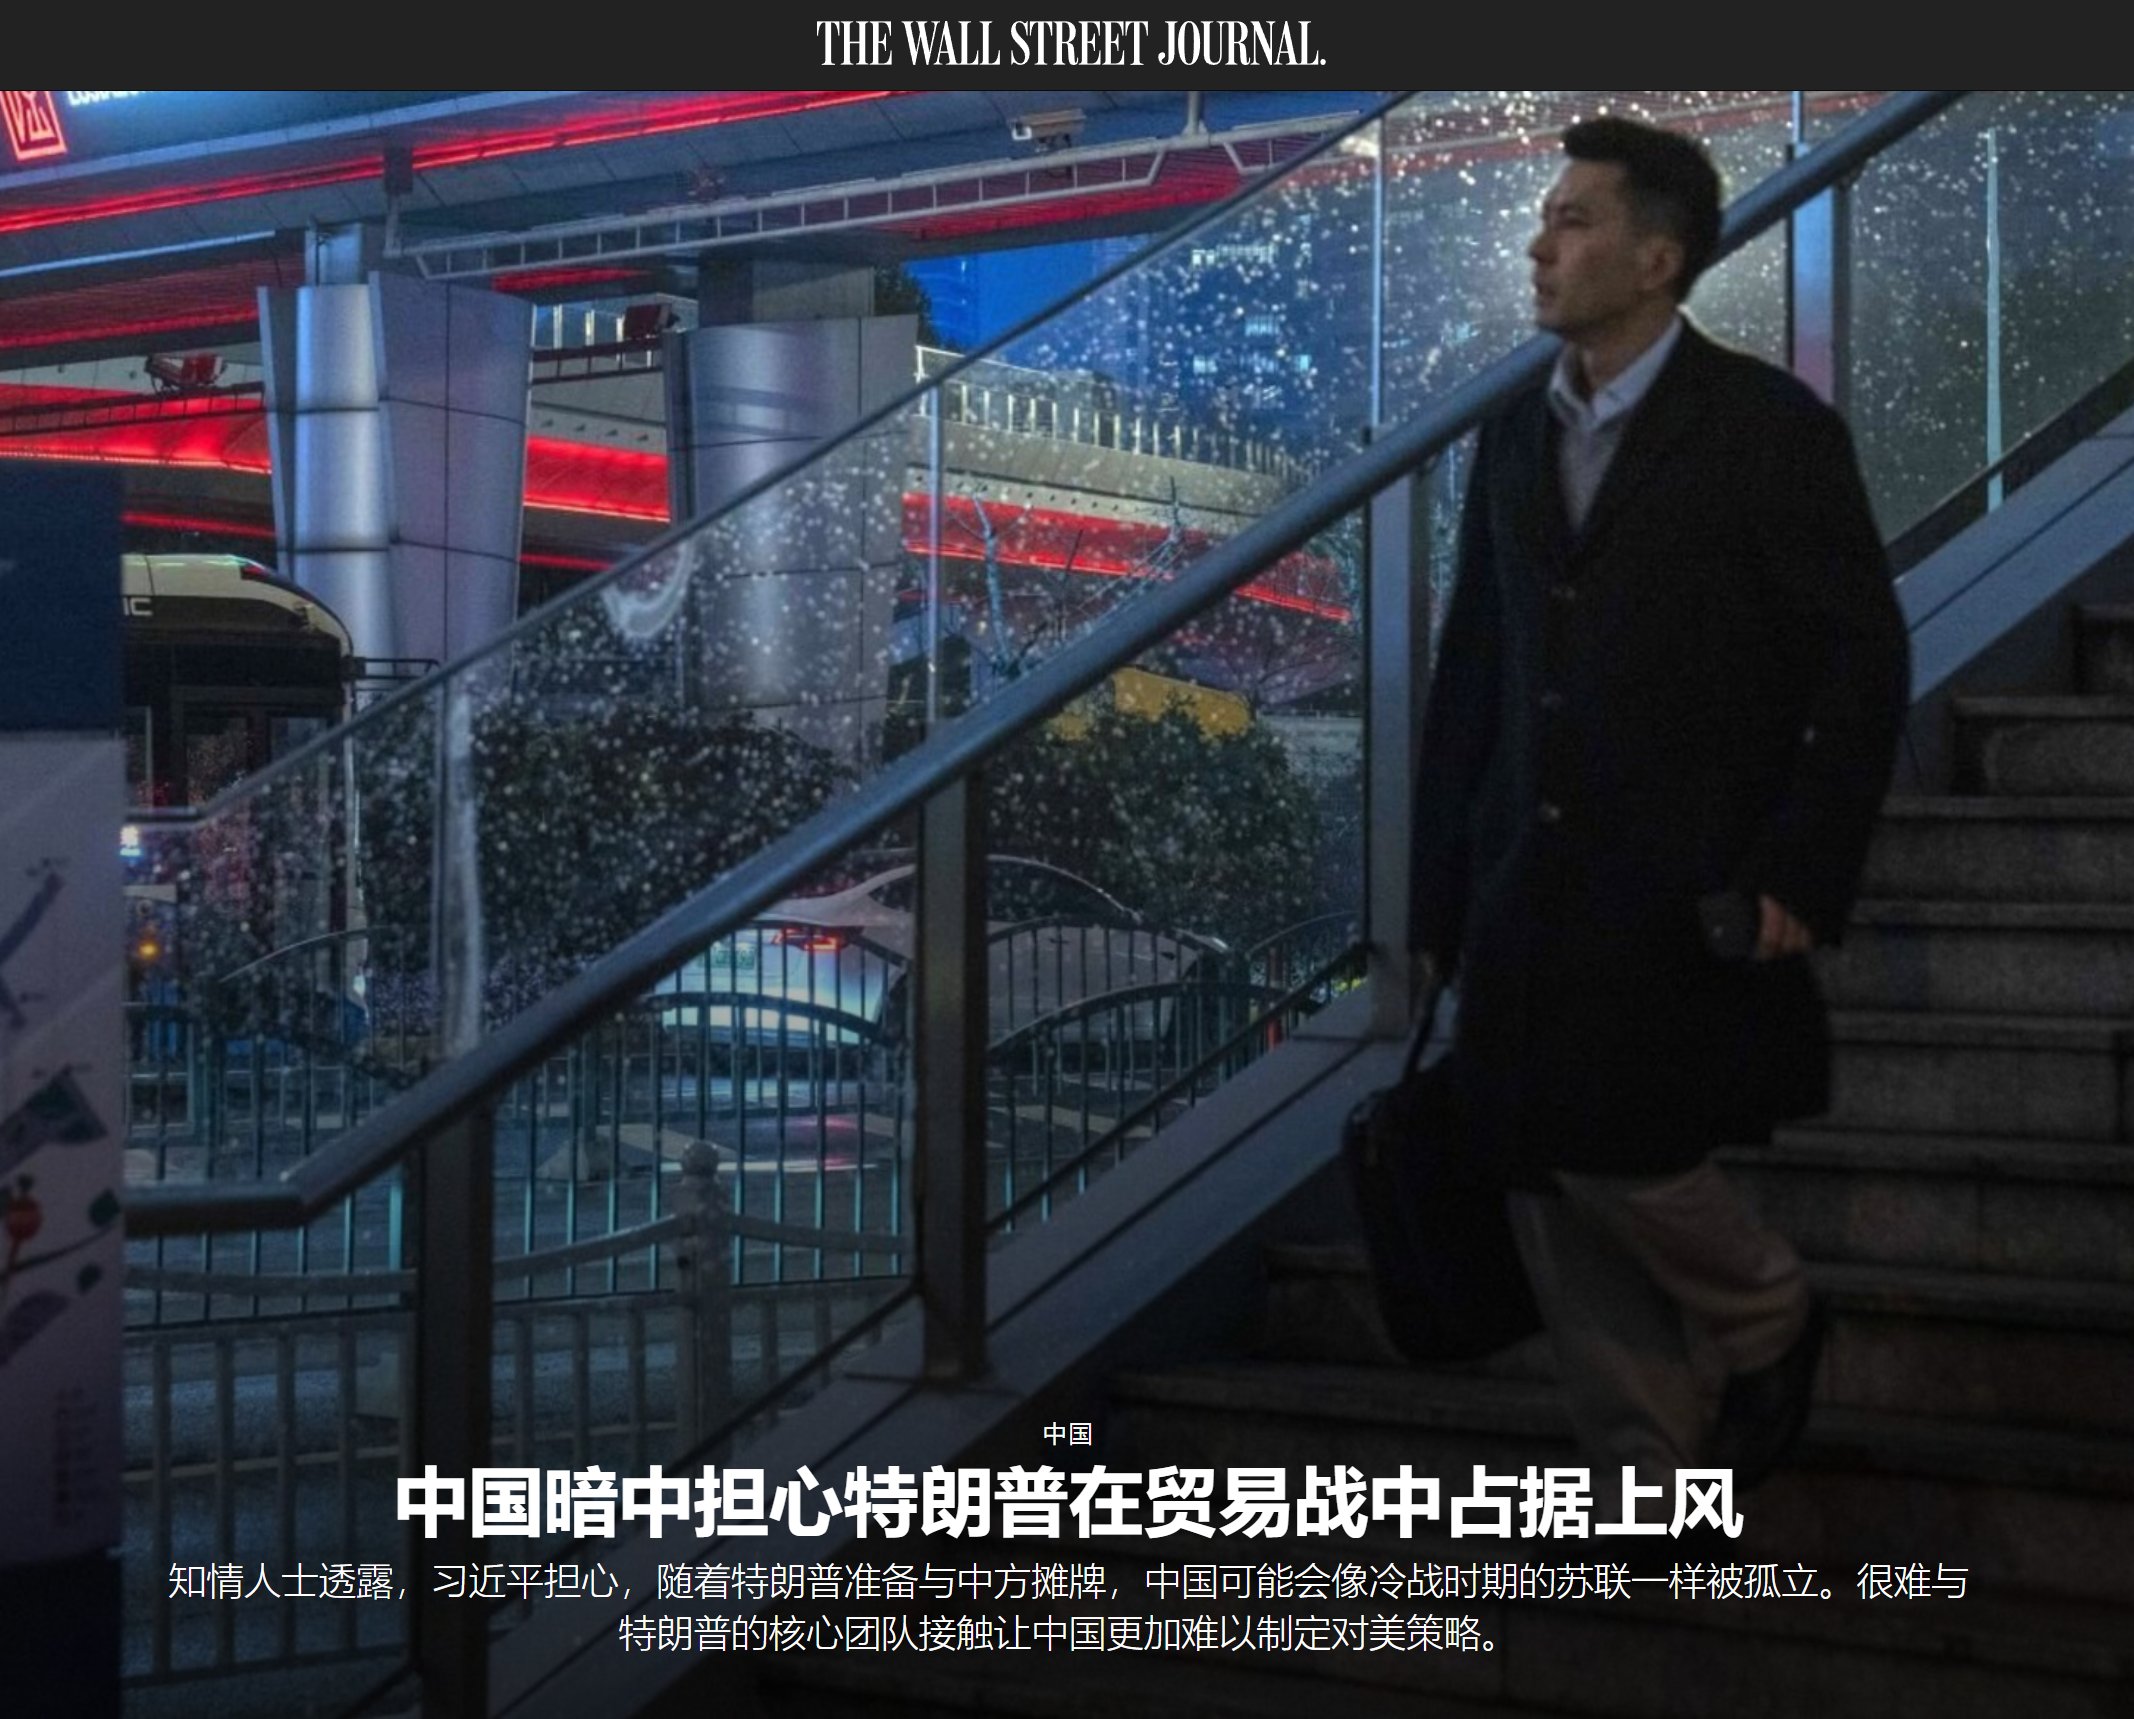 THE WALL STREET JOURNAL.
中国
中国暗中担心特朗普在贸易战中占据上风
知情人士透露，习近平担心，随着特朗普准备与中方摊牌，中国可能会像冷战时期的苏联一样被孤立。很难与
特朗普的核心团队接触让中国更加难以制定对美策略。